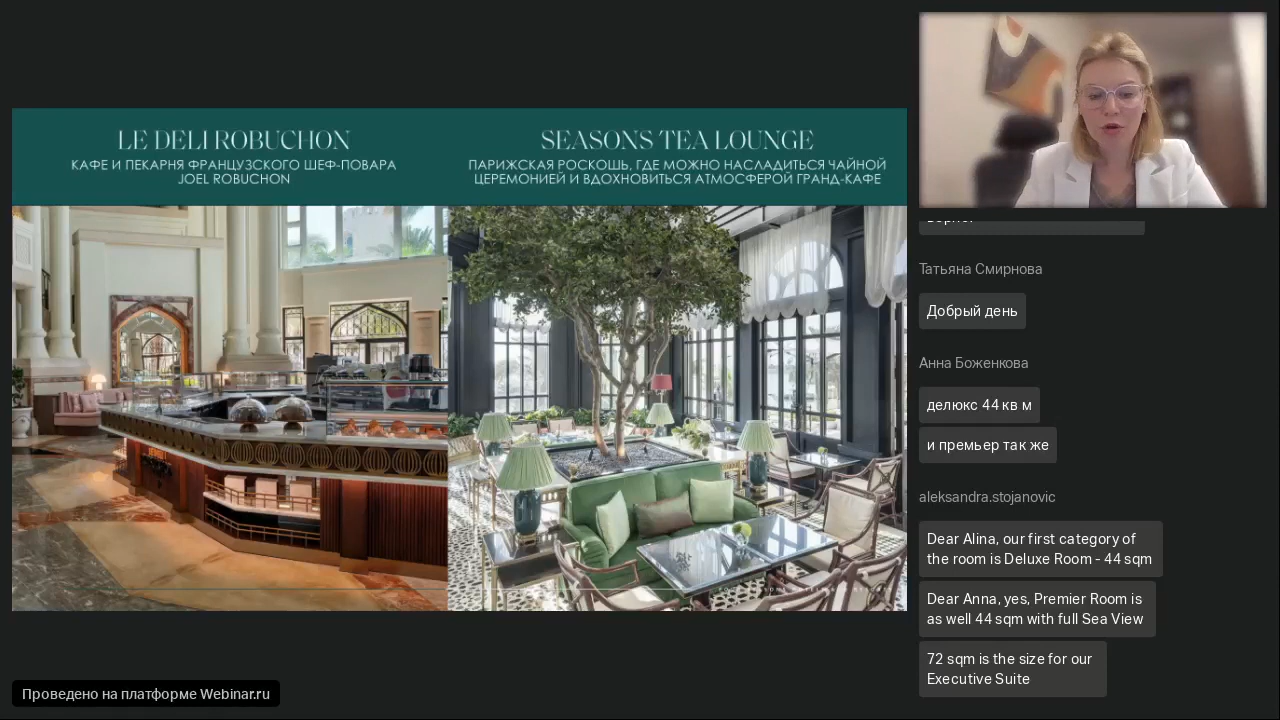 LE DELI ROBUCHON
КАФЕ И ПЕКАРНЯ ФРАНЦУЗСКОГО ШЕФ-ПОВАРА
JOEL ROBUCHON
SEASONS TEA LOUNGE
ПАРИЖСКАЯ РОСКОШЬ, ГДЕ МОЖНО НАСЛАДИТЬСЯ ЧАЙНОЙ
ЦЕРЕМОНИЕЙ И ВДОХНОВИТЬСЯ АТМОСФЕРОЙ ГРАНД-КАФЕ
Татьяна Смирнова
Добрый день
Анна Боженкова
делюкс 44 кв м
и премьер так же
aleksandra.stojanovic
Dear Alina, our first category of
the room is Deluxe Room - 44 sqm
Dear Anna, yes, Premier Room is
as well 44 sqm with full Sea View
72 sqm is the size for our
Executive Suite
Проведено на платформе Webinar.ru